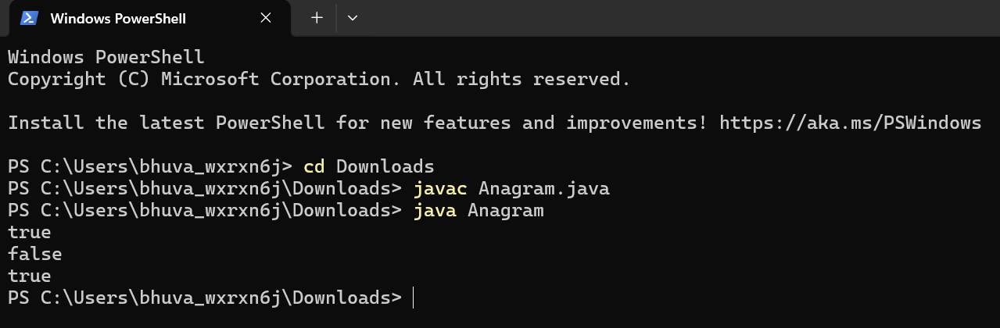 Windows PowerShell
Windows PowerShell
Copyright (C) Microsoft Corporation. All rights reserved.
Install the latest PowerShell for new features and improvements! https://aka.ms/PSWindows
PS C:\Users\bhuva_wxrxn6j> cd Downloads
PS C:\Users\bhuva_wxrxn6j\Downloads> javac Anagram.java
PS C:\Users\bhuva_wxrxn6j\Downloads> java Anagram
true
false
true
PS C:\Users\bhuva_wxrxn6j\Downloads>